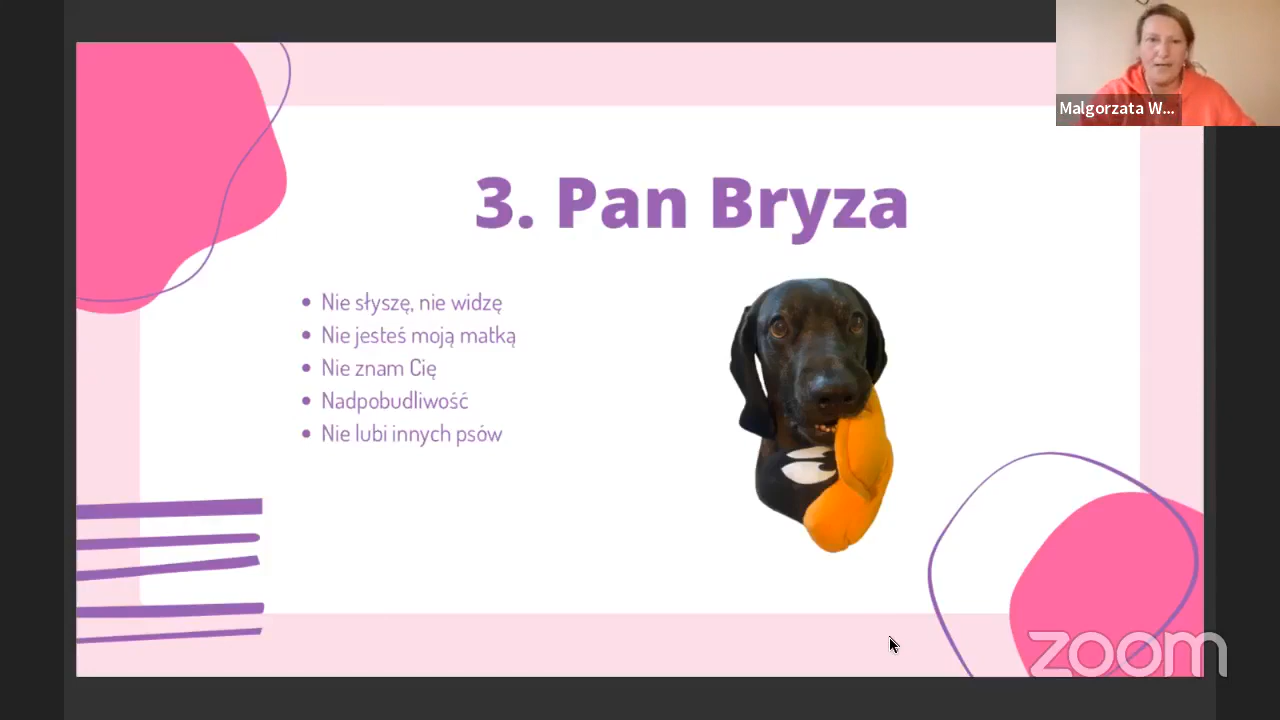 Malgorzata W...
3. Pan Bryza
Nie słyszę, nie widzę
Nie jesteś moją matką
Nie znam Cię
Nadpobudliwość
Nie lubi innych psów
zoom